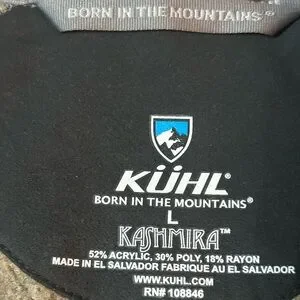 BORN IN THE MOUNTAINS®
KÜHL®
BORN IN THE MOUNTAINS®
L
KASHMIRA™
52% ACRYLIC, 30% POLY, 18% RAYON
MADE IN EL SALVADOR FABRIQUE AU EL SALVADOR
WWW.KUHL.COM
RN# 108846